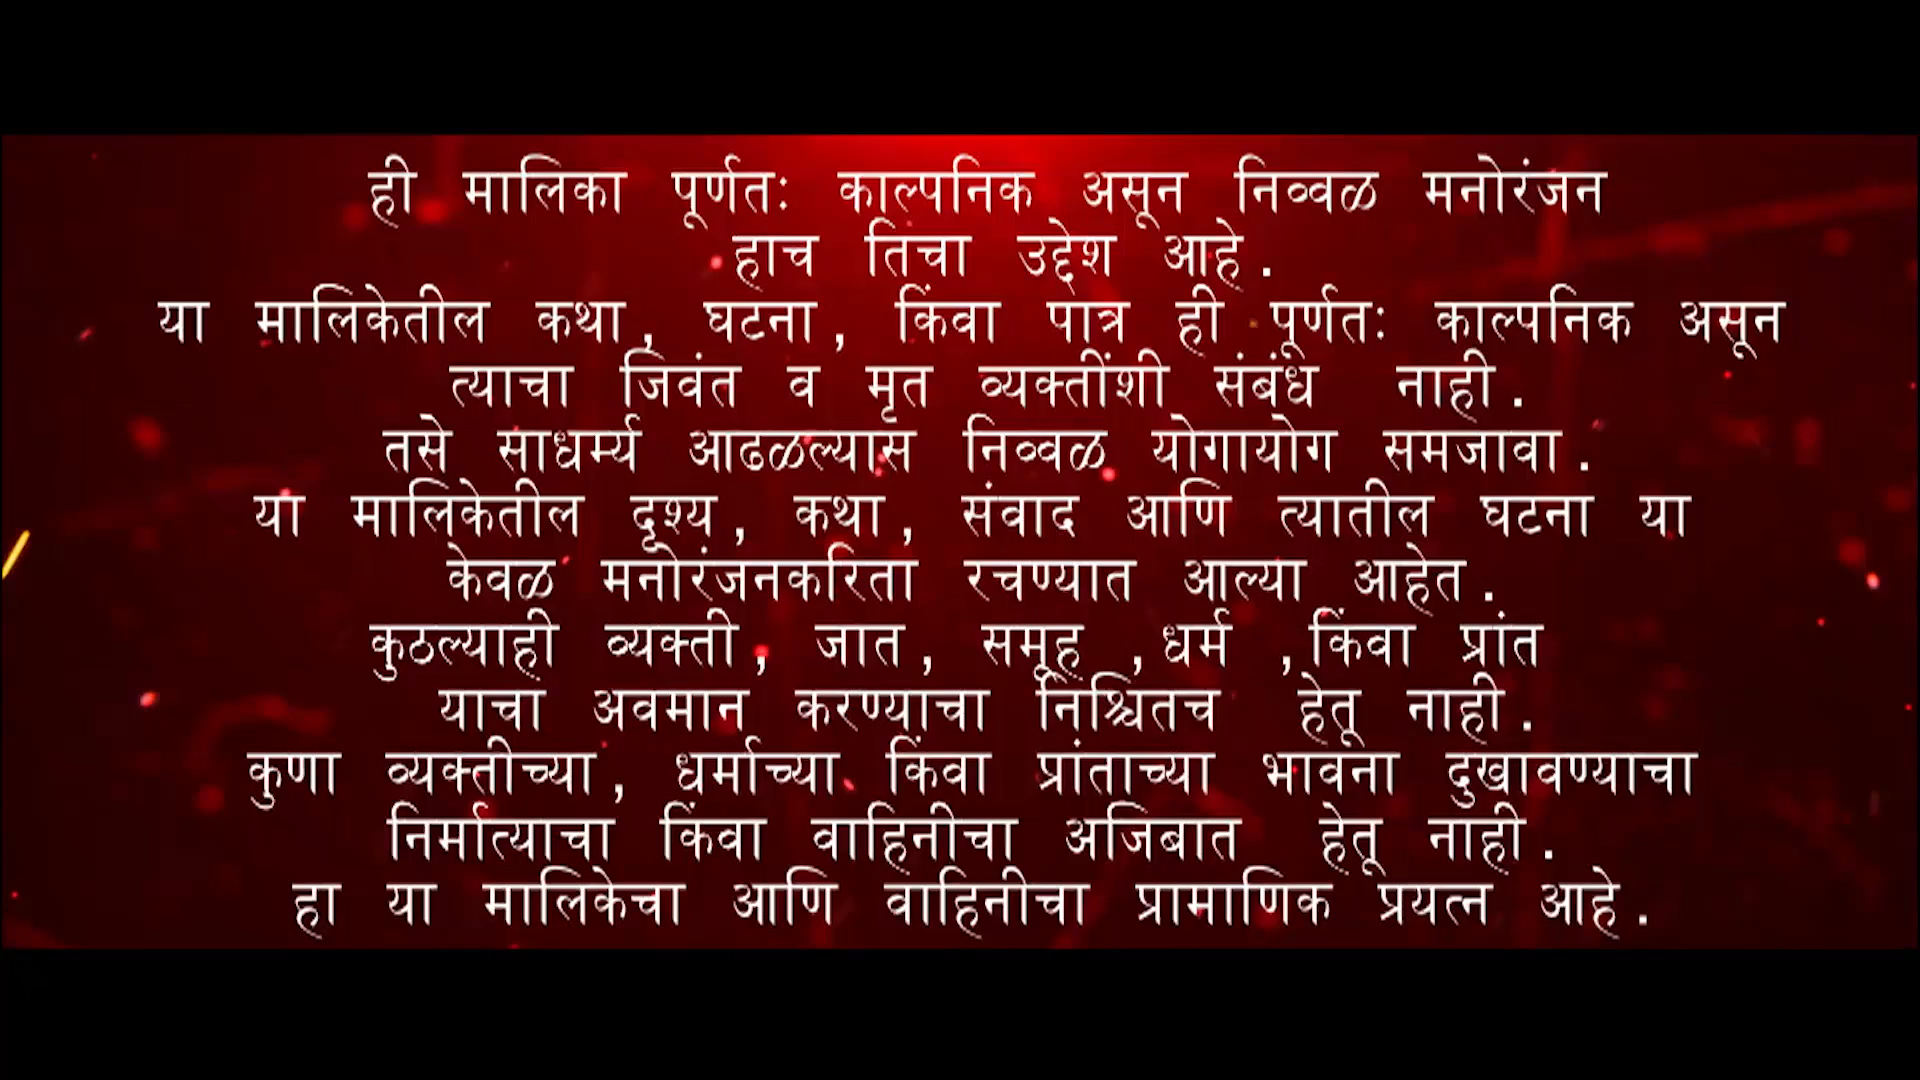 ही मालिका पूर्णतः काल्पनिक असून निव्वळ मनोरंजन
हाच तिचा उद्देश आहे.
या मालिकेतील कथा, घटना, किंवा पात्र ही पूर्णतः काल्पनिक असून
त्याचा जिवंत व मृत व्यक्तींशी संबंध नाही.
तसे साधर्म्य आढळल्यास निव्वळ योगायोग समजावा.
या मालिकेतील दृश्य, कथा, संवाद आणि त्यातील घटना या
केवळ मनोरंजनकरिता रचण्यात आल्या आहेत.
कुठल्याही व्यक्ती, जात, समूह ,धर्म ,किंवा प्रांत
याचा अवमान करण्याचा निश्चितच हेतू नाही.
कुणा व्यक्तीच्या, धर्माच्या किंवा प्रांताच्या भावना दुखावण्याचा
निर्मात्याचा किंवा वाहिनीचा अजिबात हेतू नाही.
हा या मालिकेचा आणि वाहिनीचा प्रामाणिक प्रयत्न आहे.